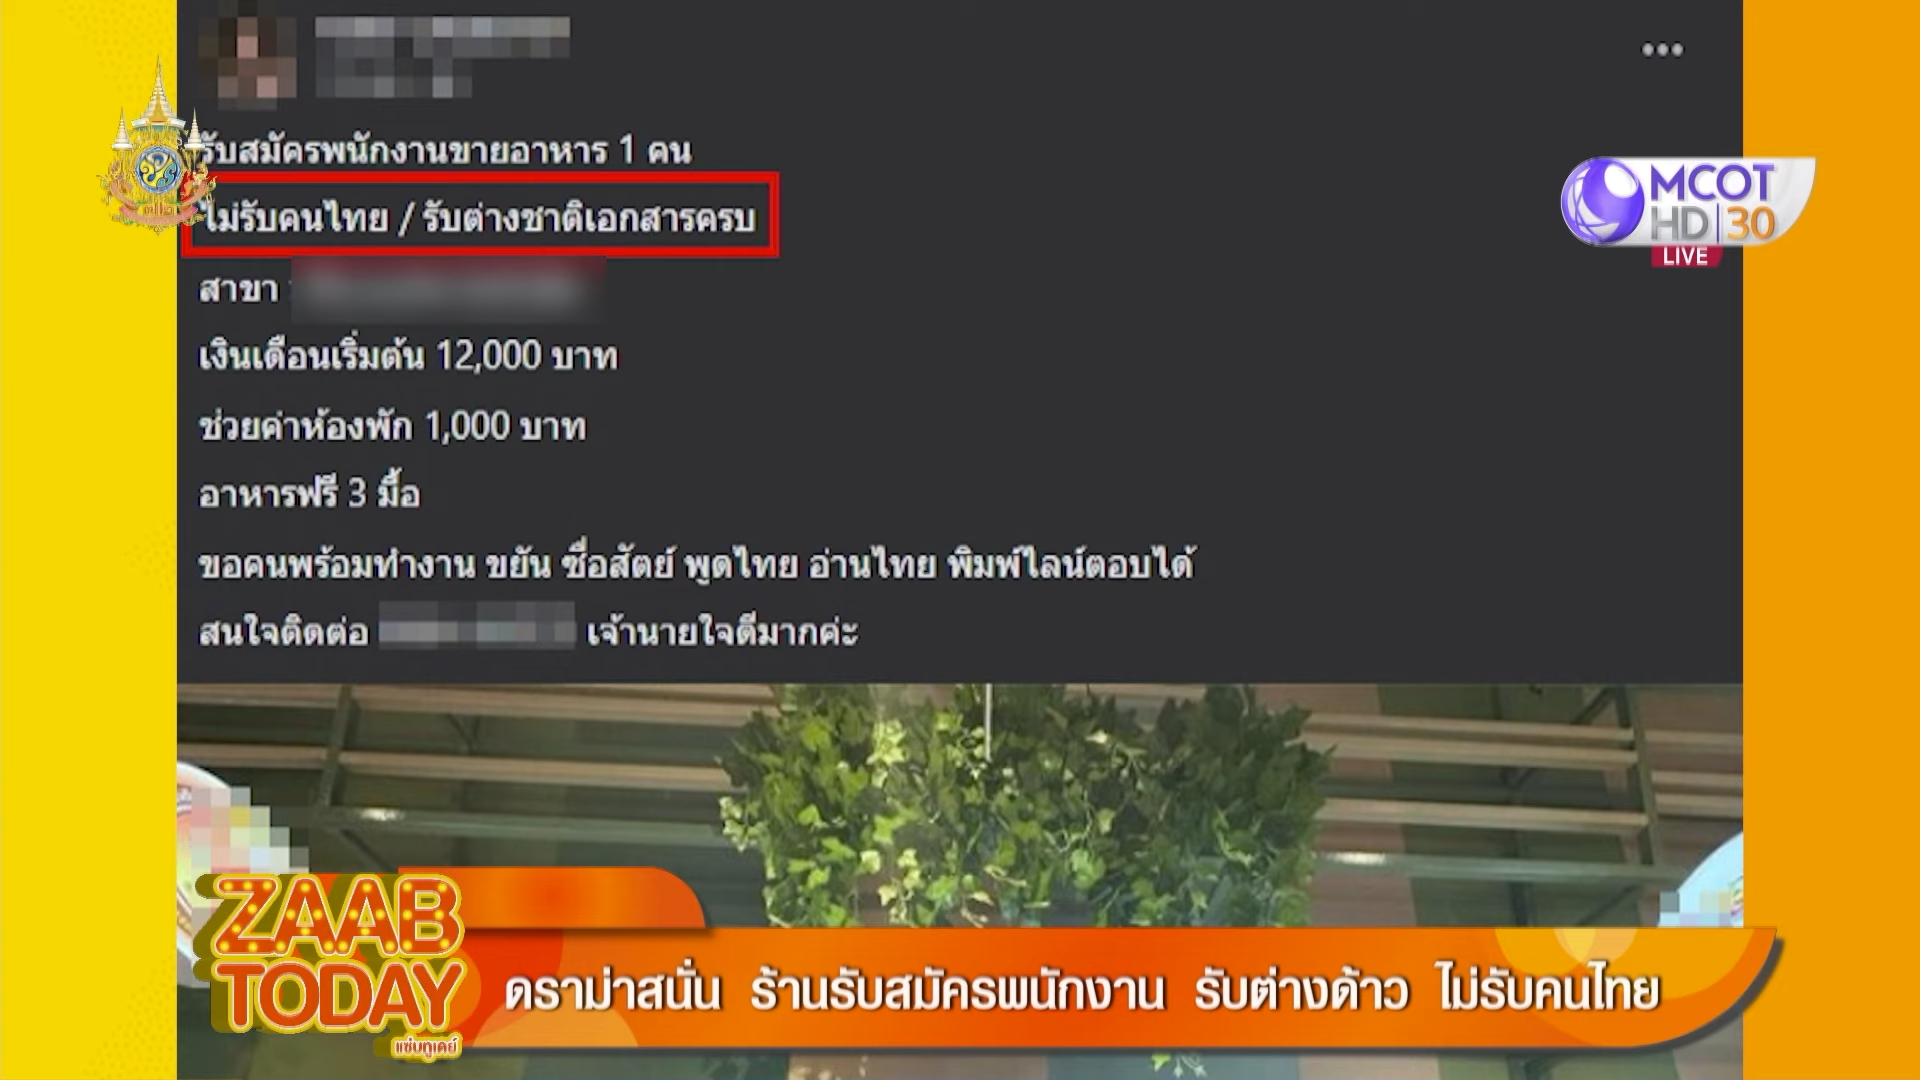 รับสมัครพนักงานขายอาหาร 1 คน
ไม่รับคนไทย / รับต่างชาติเอกสารครบ
สาขา
เงินเดือนเริ่มต้น 12,000 บาท
ช่วยค่าห้องพัก 1,000 บาท
อาหารฟรี 3 มื้อ
ขอคนพร้อมทำงาน ขยัน ซื่อสัตย์ พูดไทย อ่านไทย พิมพ์ไลน์ตอบได้
สนใจติดต่อ เจ้านายใจดีมากค่ะ
MCOT
HD 30
LIVE
ZAAB
TODAY
แซ่บทูเดย์
ดราม่าสนั่น ร้านรับสมัครพนักงาน รับต่างด้าว ไม่รับคนไทย